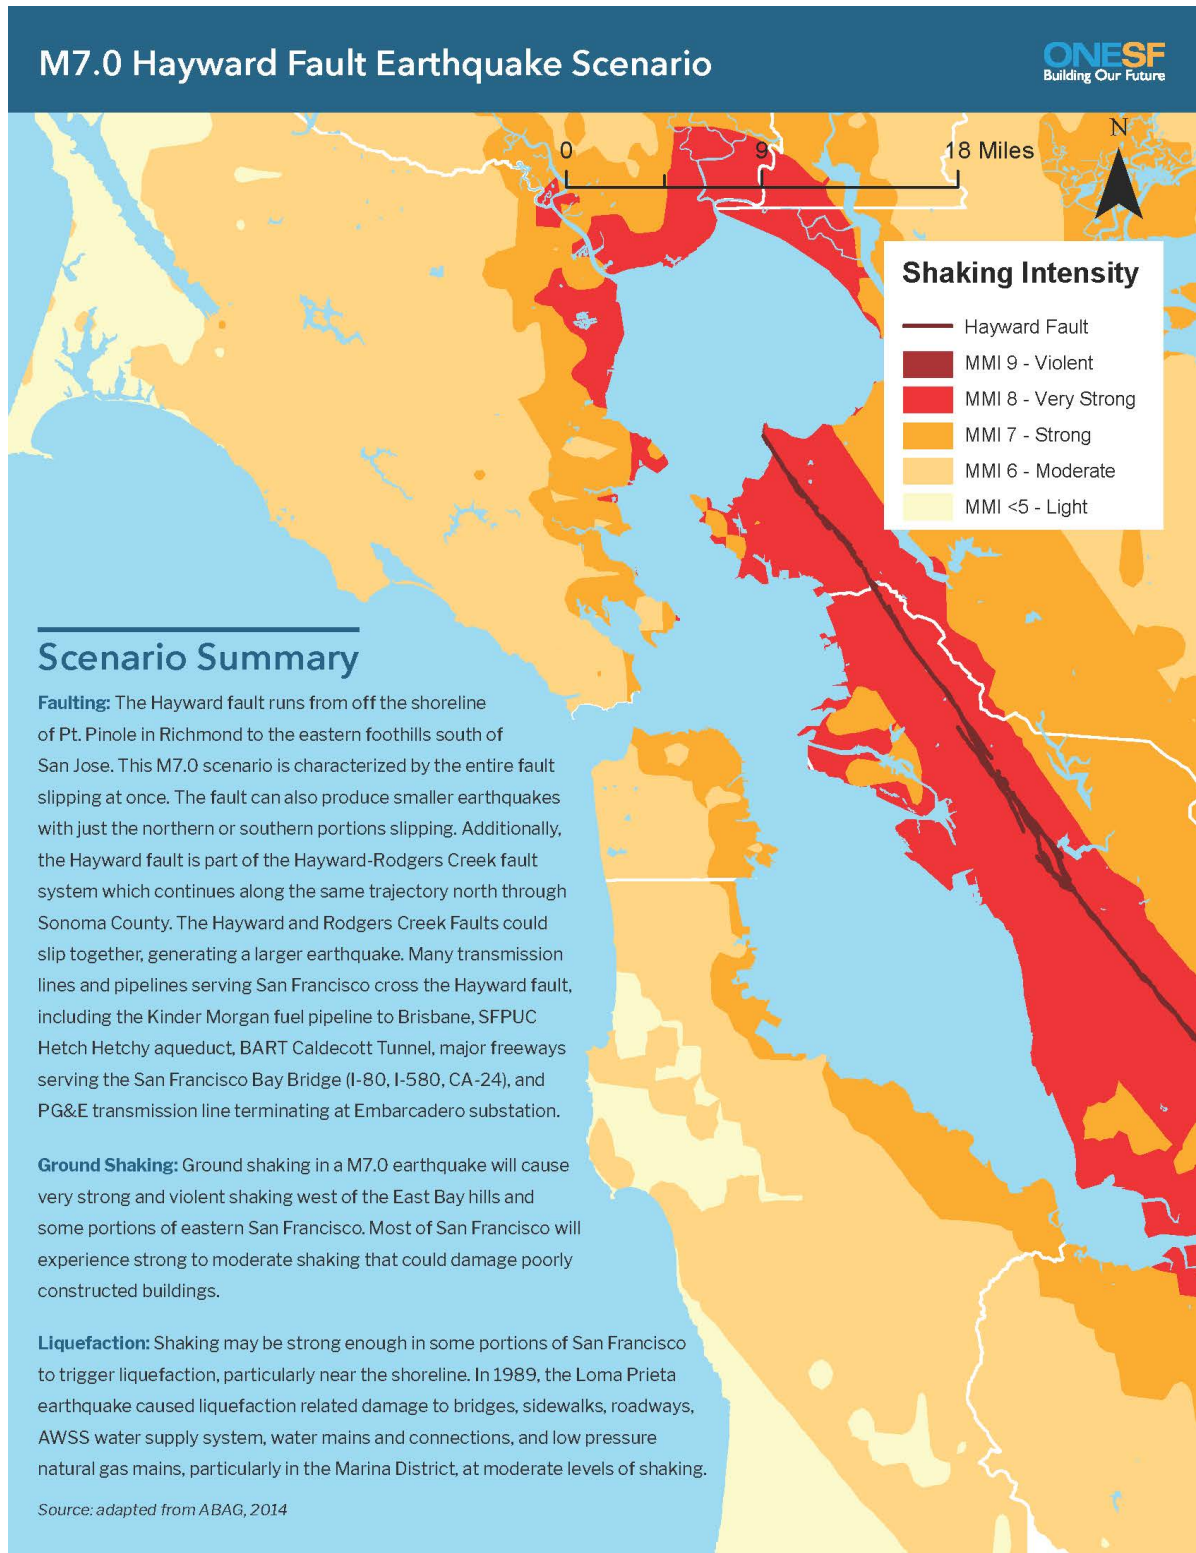 M7.0 Hayward Fault Earthquake Scenario
ONESF
Building Our Future
0
9
18 Miles
N
Shaking Intensity
Hayward Fault
MMI 9 - Violent
MMI 8 - Very Strong
MMI 7 - Strong
MMI 6 - Moderate
MMI <5 - Light
Scenario Summary
Faulting: The Hayward fault runs from off the shoreline
of Pt. Pinole in Richmond to the eastern foothills south of
San Jose. This M7.0 scenario is characterized by the entire fault
slipping at once. The fault can also produce smaller earthquakes
with just the northern or southern portions slipping. Additionally,
the Hayward fault is part of the Hayward-Rodgers Creek fault
system which continues along the same trajectory north through
Sonoma County. The Hayward and Rodgers Creek Faults could
slip together, generating a larger earthquake. Many transmission
lines and pipelines serving San Francisco cross the Hayward fault,
including the Kinder Morgan fuel pipeline to Brisbane, SFPUC
Hetch Hetchy aqueduct, BART Caldecott Tunnel, major freeways
serving the San Francisco Bay Bridge (I-80, I-580, CA-24), and
PG&E transmission line terminating at Embarcadero substation.
Ground Shaking: Ground shaking in a M7.0 earthquake will cause
very strong and violent shaking west of the East Bay hills and
some portions of eastern San Francisco. Most of San Francisco will
experience strong to moderate shaking that could damage poorly
constructed buildings.
Liquefaction: Shaking may be strong enough in some portions of San Francisco
to trigger liquefaction, particularly near the shoreline. In 1989, the Loma Prieta
earthquake caused liquefaction related damage to bridges, sidewalks, roadways,
AWSS water supply system, water mains and connections, and low pressure
natural gas mains, particularly in the Marina District, at moderate levels of shaking.
Source: adapted from ABAG, 2014